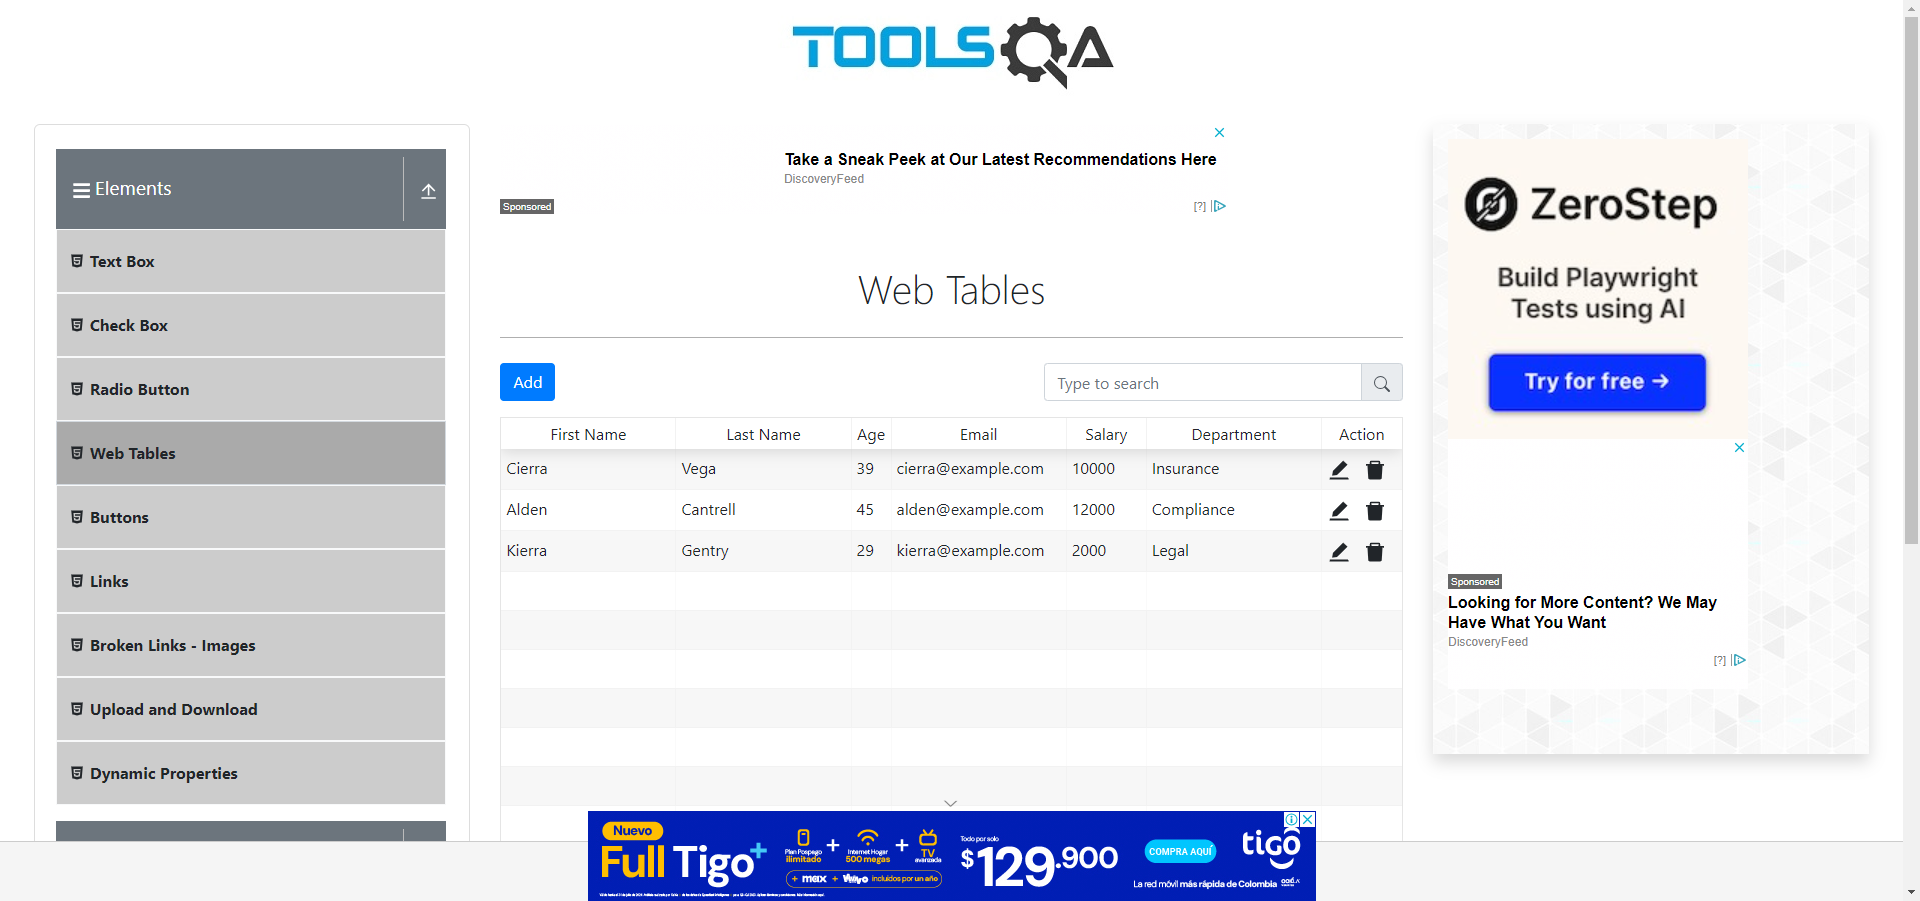 TOOLSQA
Elements
Text Box
Check Box
Radio Button
Web Tables
Buttons
Links
Broken Links - Images
Upload and Download
Dynamic Properties
Take a Sneak Peek at Our Latest Recommendations Here
DiscoveryFeed
Sponsored
[?]
Web Tables
Add
Type to search
First Name Last Name Age Email Salary Department Action
Cierra Vega 39 cierra@example.com 10000 Insurance
Alden Cantrell 45 alden@example.com 12000 Compliance
Kierra Gentry 29 kierra@example.com 2000 Legal
ZeroStep
Build Playwright
Tests using AI
Try for free →
Sponsored
Looking for More Content? We May
Have What You Want
DiscoveryFeed
[?]
Nuevo
Full Tigo+
Plan Pospago
ilimitado
+
Internet Hogar
500 megas
+
TV
avanzada
+ max + incluidos por un año
Todo por solo
$129.900
COMPRA AQUÍ
tigo
La red móvil más rápida de Colombia